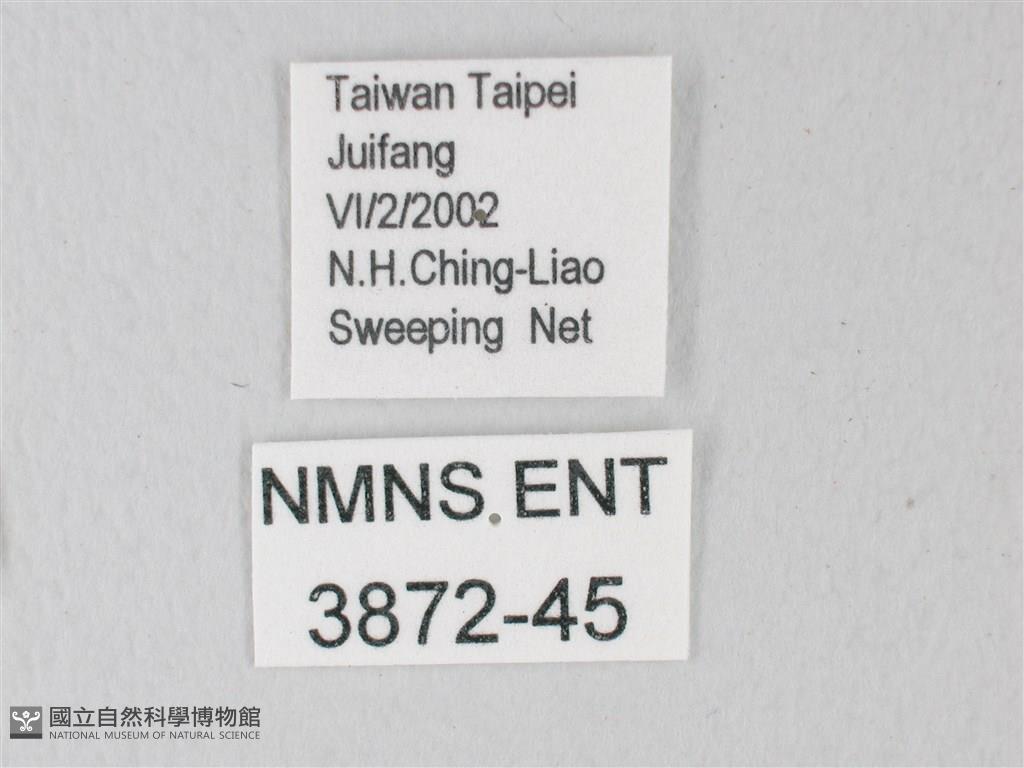 Taiwan Taipei
Juifang
VI/2/2002
N.H.Ching-Liao
Sweeping Net
NMNS ENT
3872-45
國立自然科學博物館
NATIONAL MUSEUM OF NATURAL SCIENCE